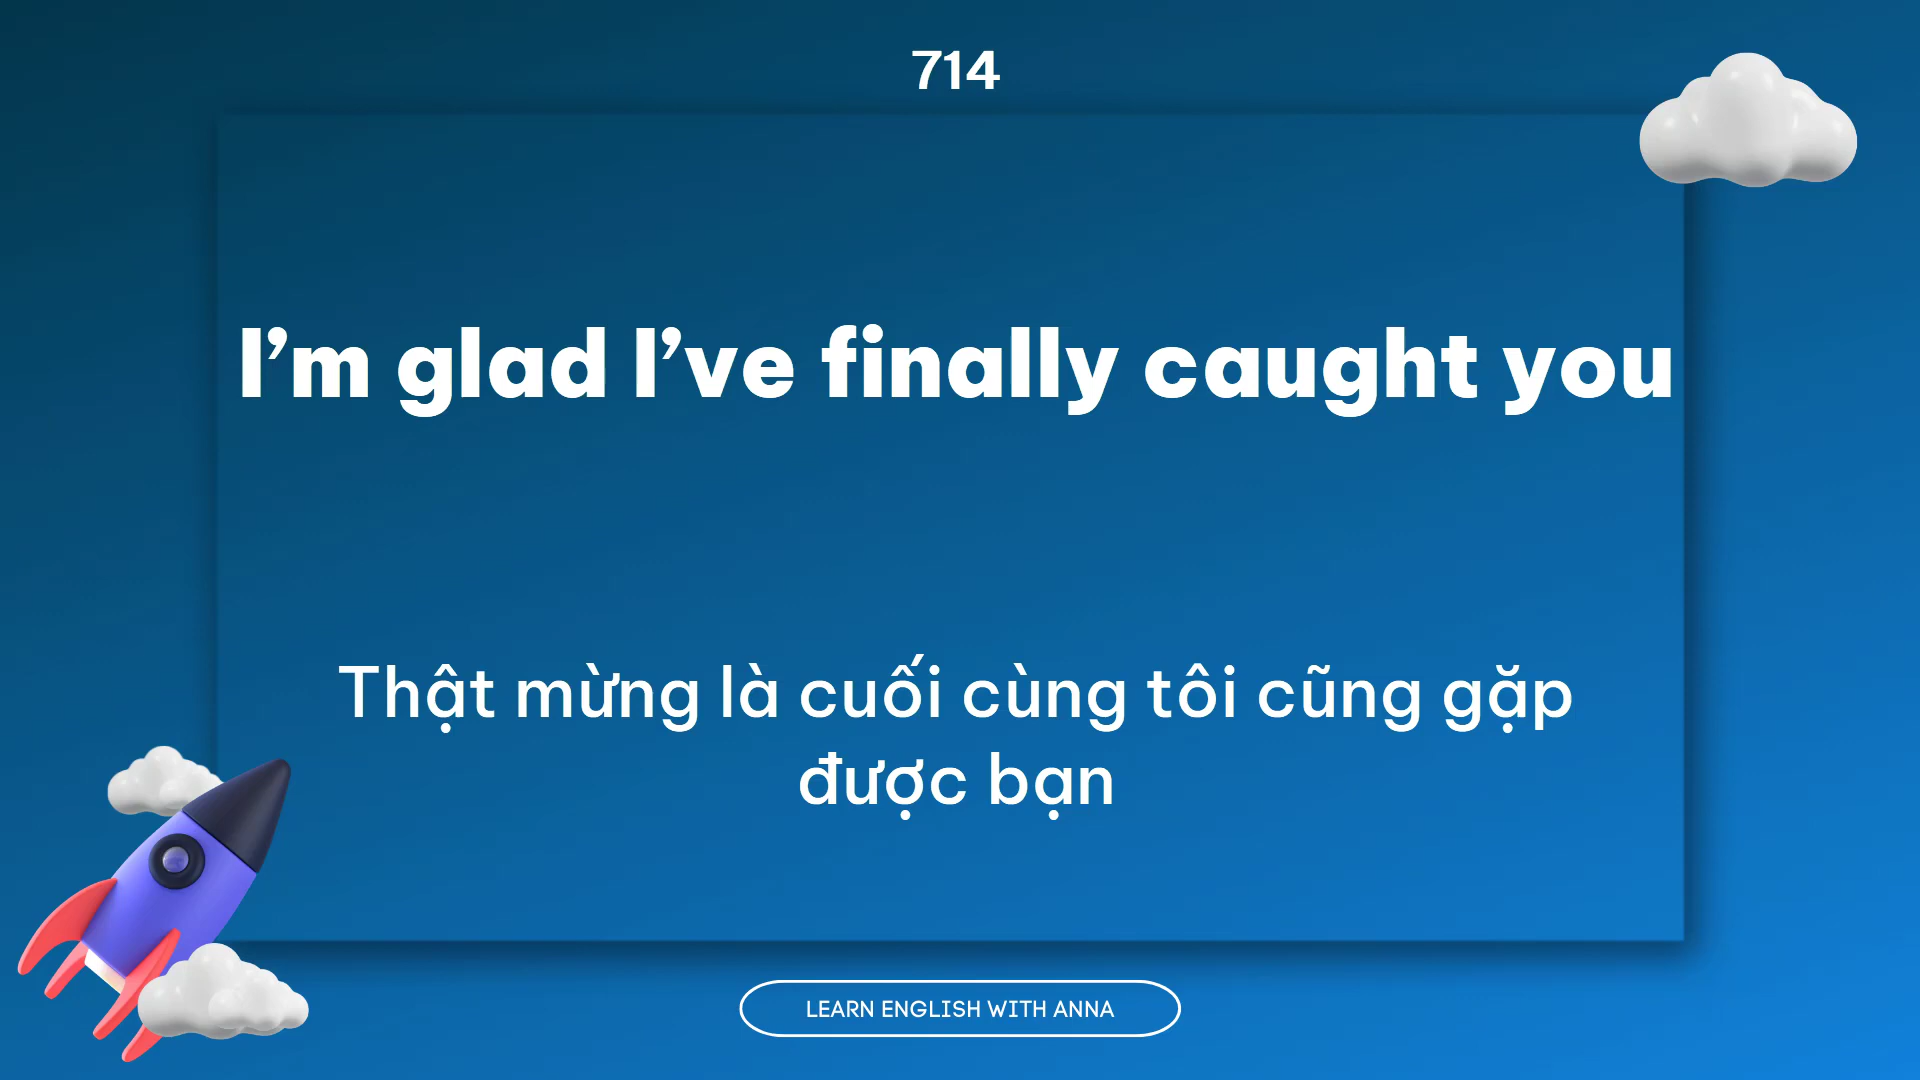 714
I’m glad I’ve finally caught you
Thật mừng là cuối cùng tôi cũng gặp
được bạn
LEARN ENGLISH WITH ANNA